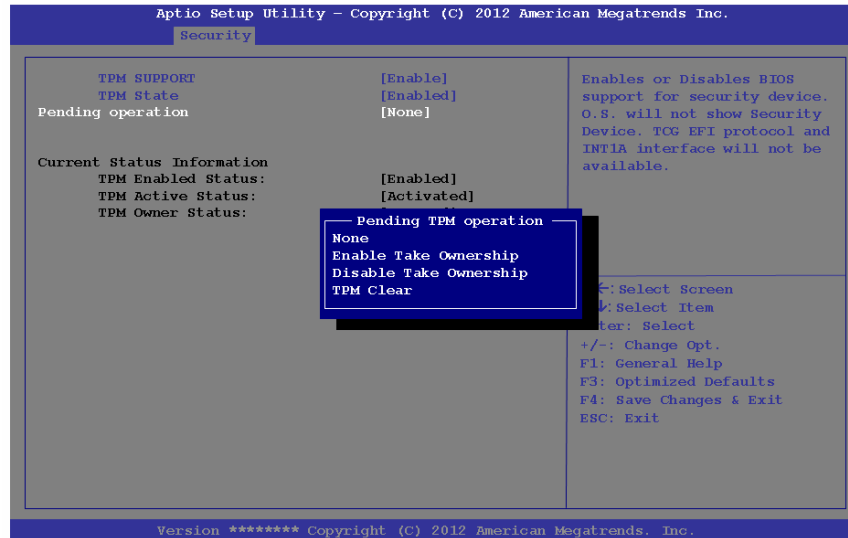 Aptio Setup Utility – Copyright (C) 2012 American Megatrends Inc.
Security
TPM SUPPORT [Enable]
TPM State [Enabled]
Pending operation [None]
Current Status Information
TPM Enabled Status: [Enabled]
TPM Active Status: [Activated]
TPM Owner Status:
Pending TPM operation
None
Enable Take Ownership
Disable Take Ownership
TPM Clear
Enables or Disables BIOS
support for security device.
O.S. will not show Security
Device. TCG EFI protocol and
INT1A interface will not be
available.
←:Select Screen
↓:Select Item
ter: Select
+/-: Change Opt.
F1: General Help
F3: Optimized Defaults
F4: Save Changes & Exit
ESC: Exit
Version ******** Copyright (C) 2012 American Megatrends. Inc.